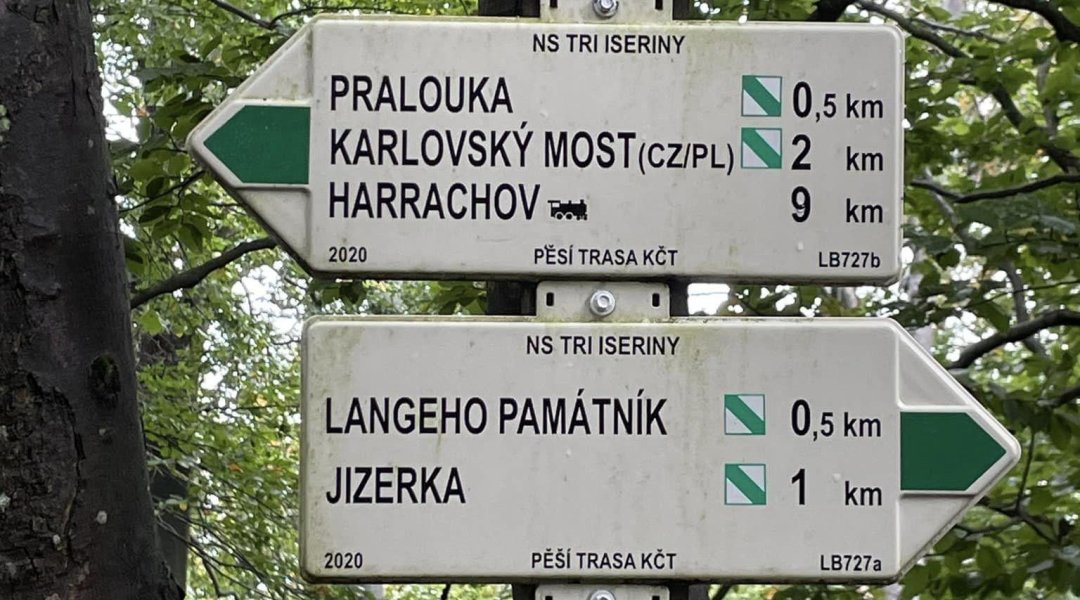 NS TRI ISERINY
PRALOUKA 0,5 km
KARLOVSKÝ MOST (CZ/PL) 2 km
HARRACHOV 9 km
2020 PĚSÍ TRASA KČT LB727b
NS TRI ISERINY
LANGEHO PAMÁTNÍK 0,5 km
JIZERKA 1 km
2020 PĚŠÍ TRASA KČT LB727a